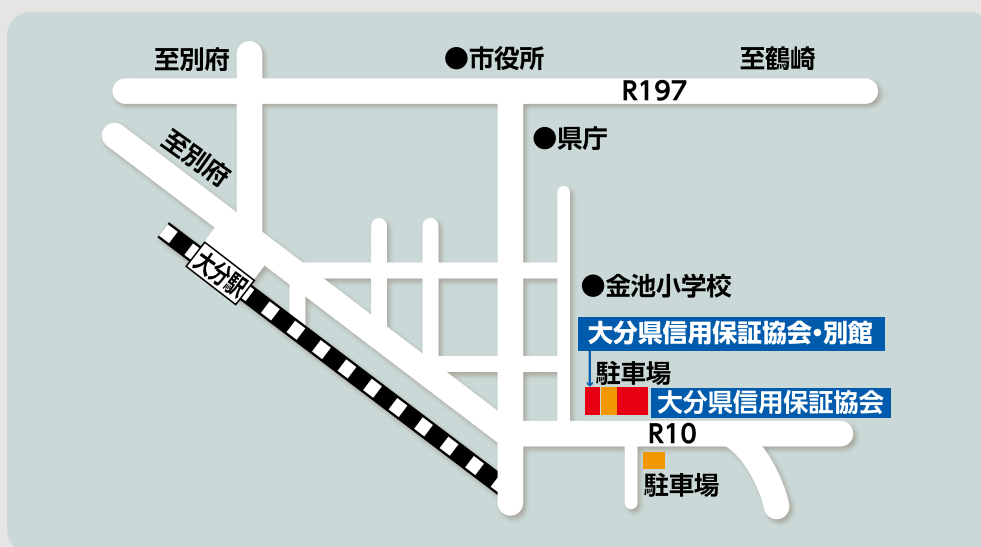 至別府
●市役所
至鶴崎
R197
●県庁
至別府
大分駅
●金池小学校
大分県信用保証協会・別館
駐車場
大分県信用保証協会
R10
駐車場